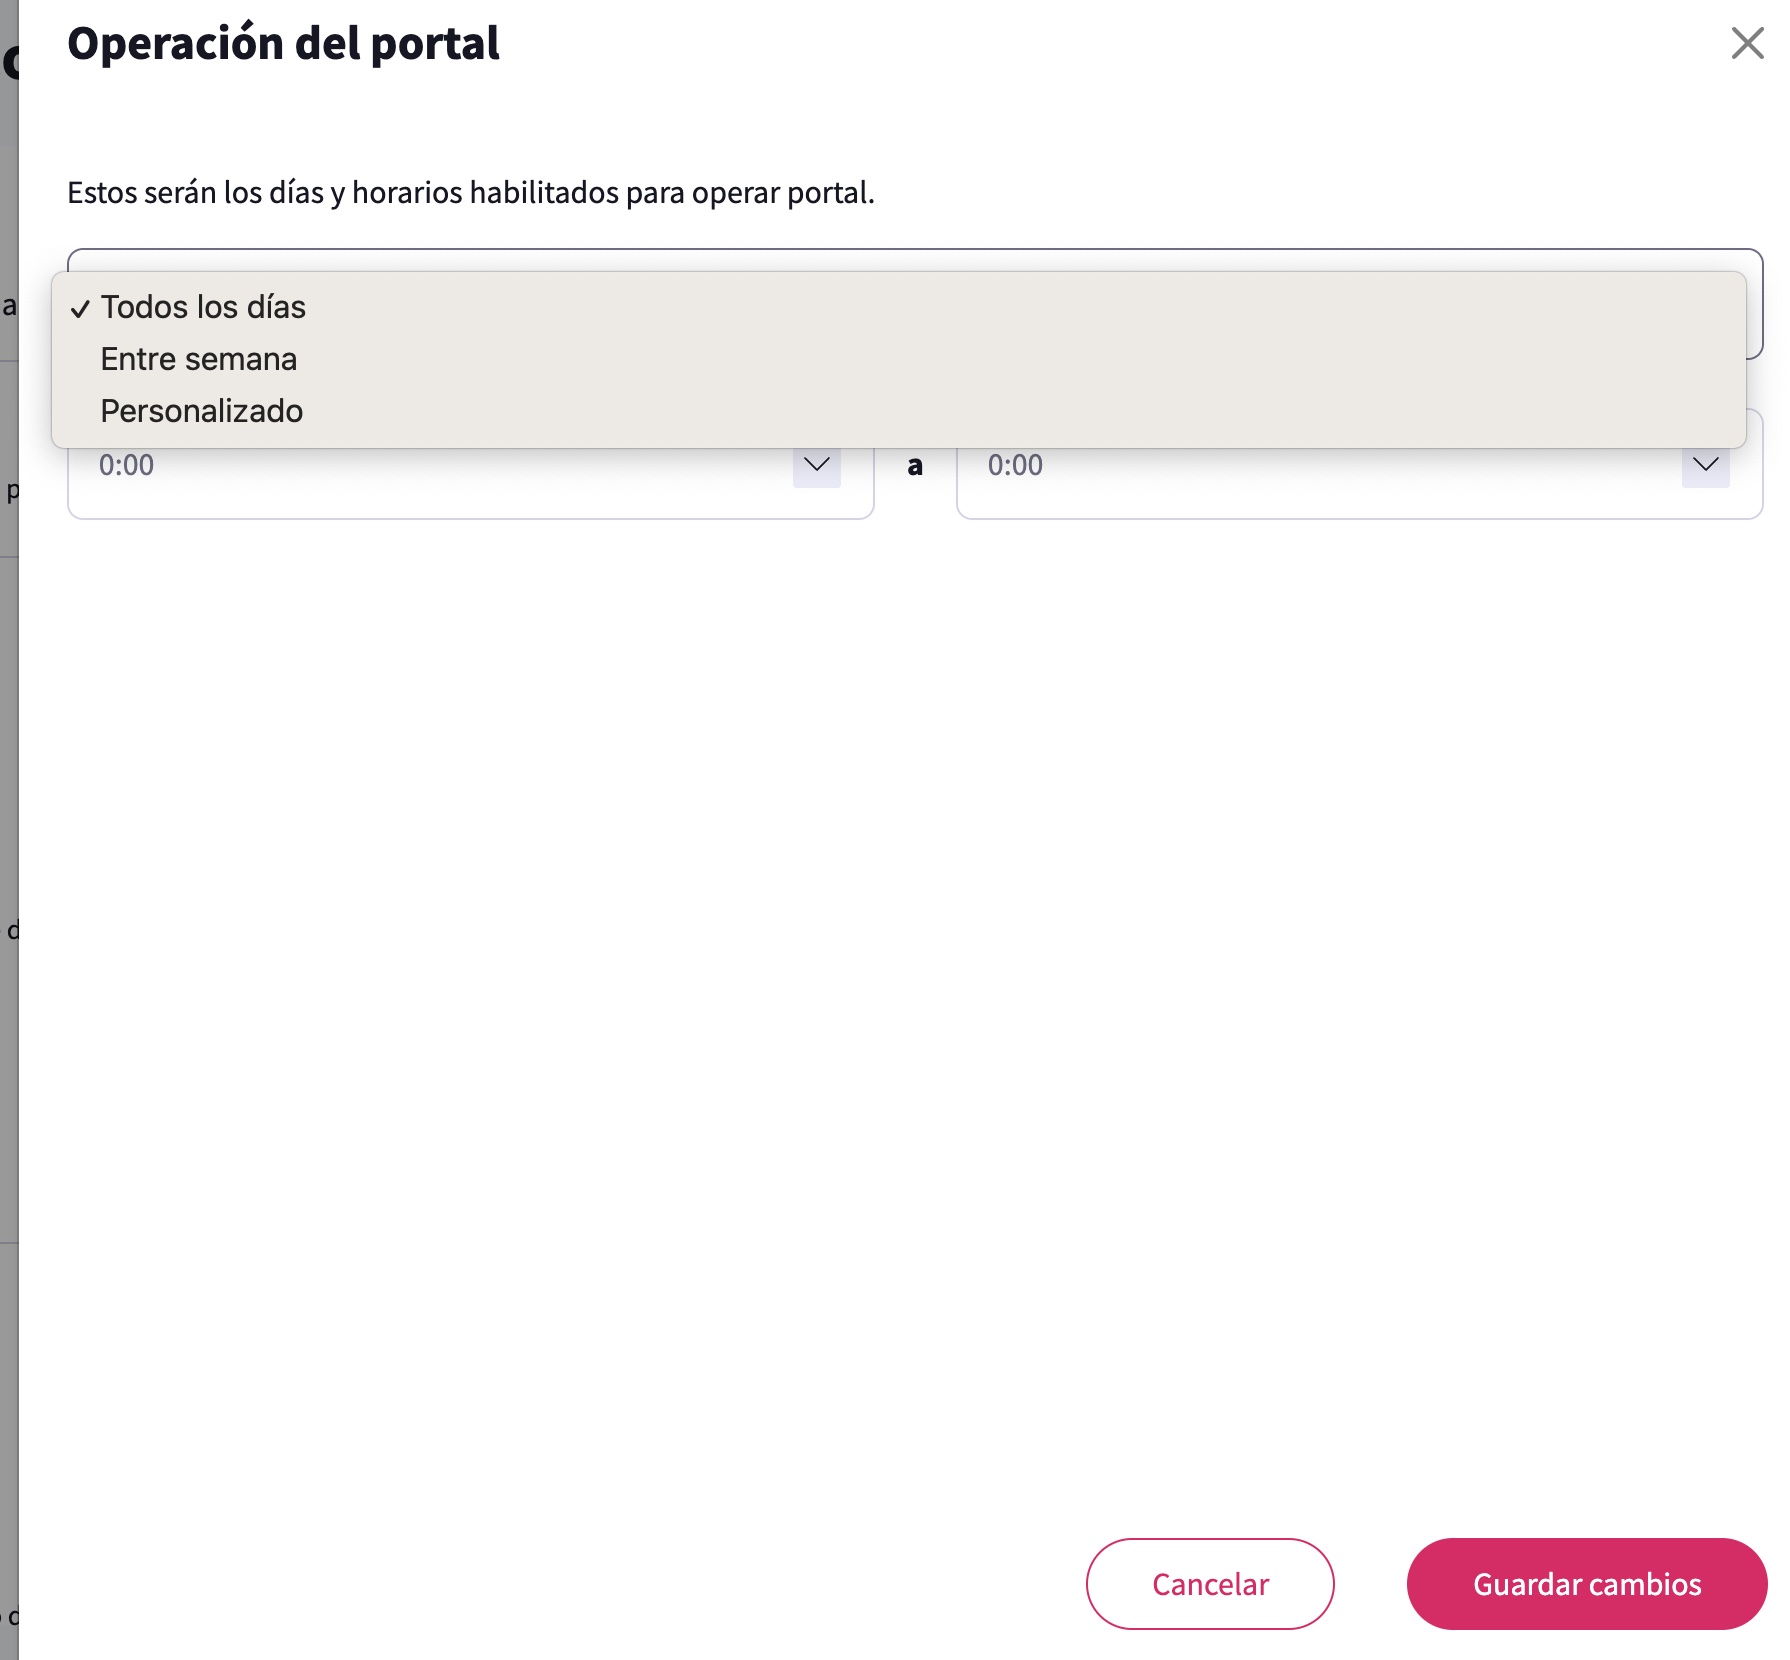 Operación del portal
Estos serán los días y horarios habilitados para operar portal.
✓ Todos los días
Entre semana
Personalizado
0:00 a 0:00
Cancelar Guardar cambios